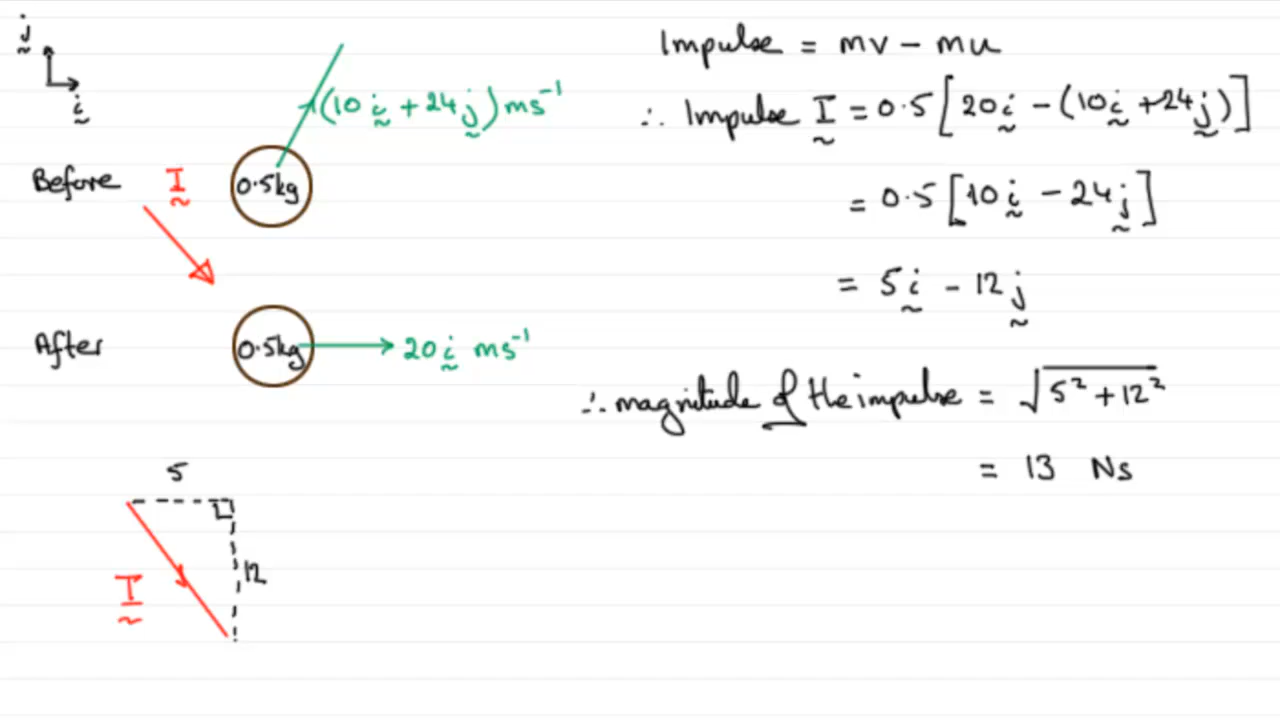 j
i
(10i + 24j) ms⁻¹
Before
I
0.5kg
After
0.5kg
20i ms⁻¹
5
12
I
Impulse = mv - mu
∴ Impulse I = 0.5[20i - (10i + 24j)]
= 0.5[10i - 24j]
= 5i - 12j
∴ magnitude of the impulse = √5² + 12²
= 13 Ns